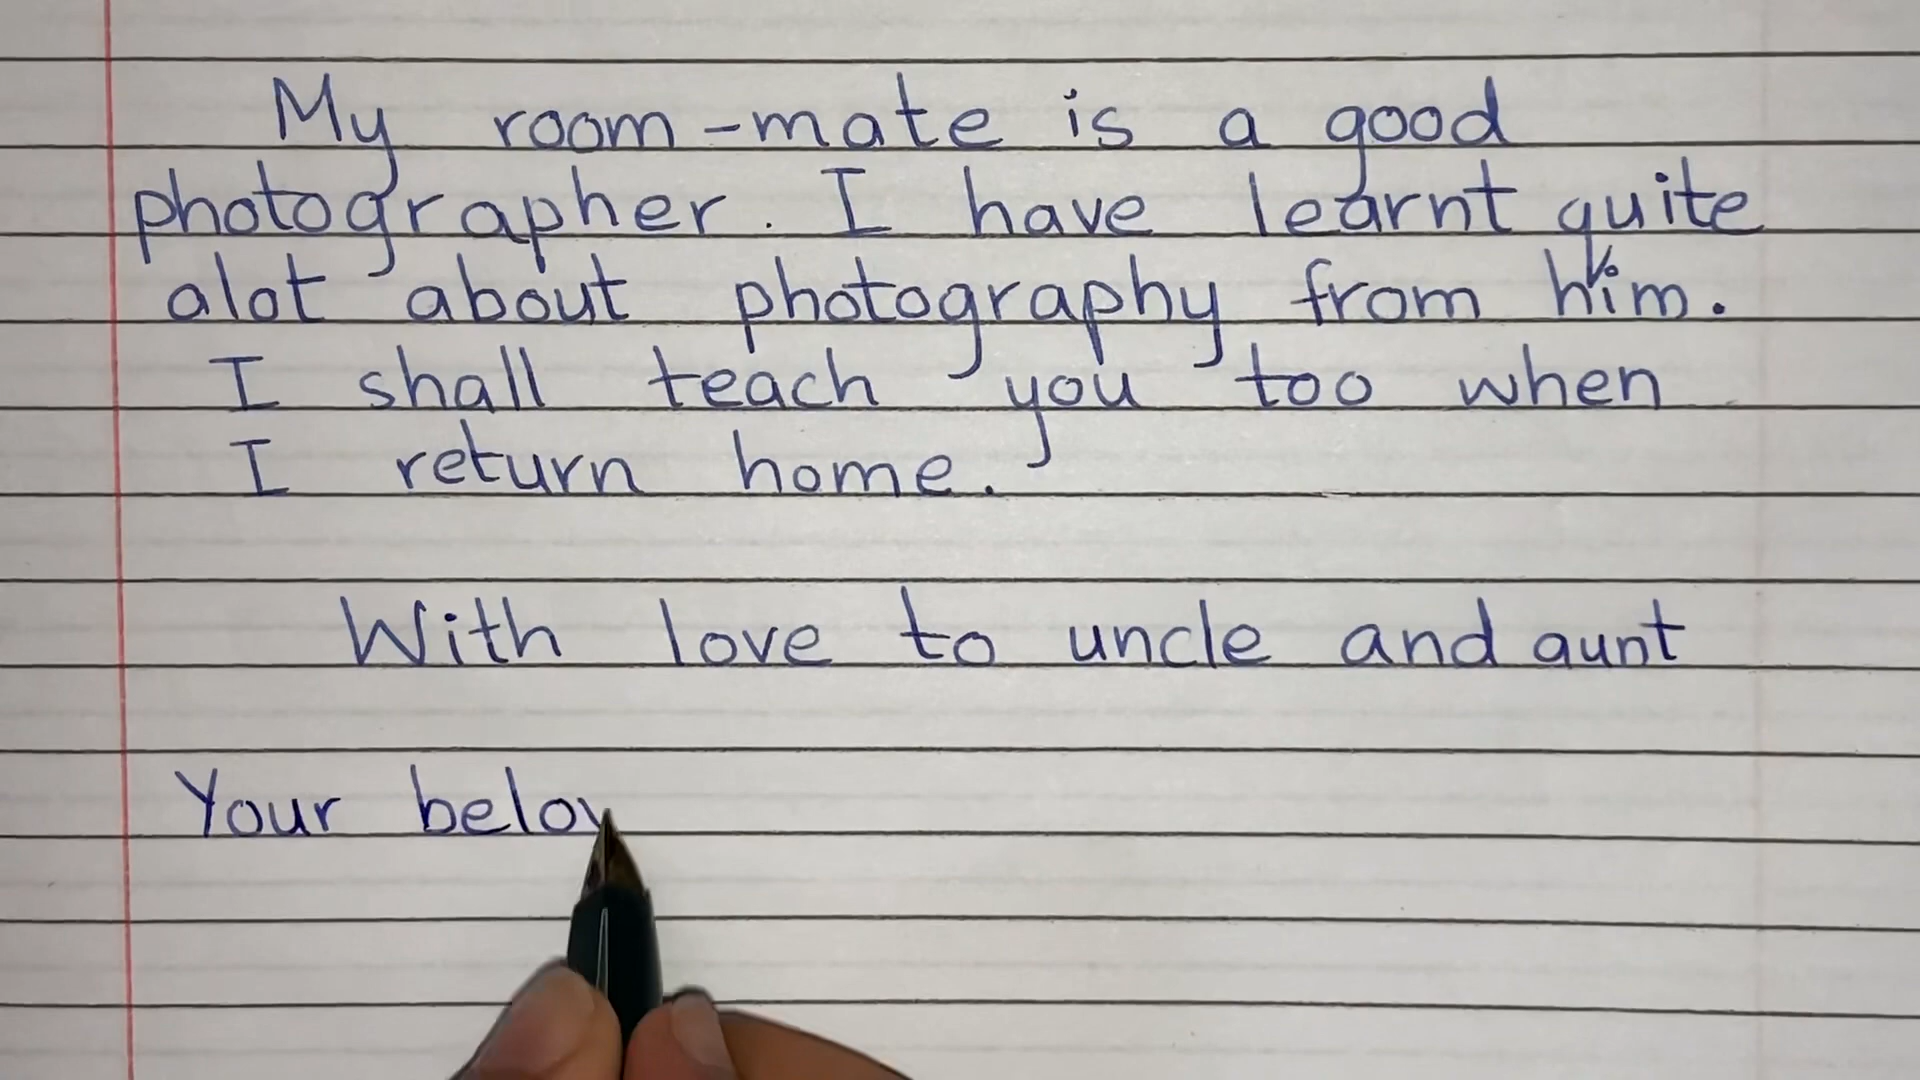 My room-mate is a good
photographer. I have learnt quite
alot about photography from him.
I shall teach you too when
I return home.
With love to uncle and aunt
Your belov